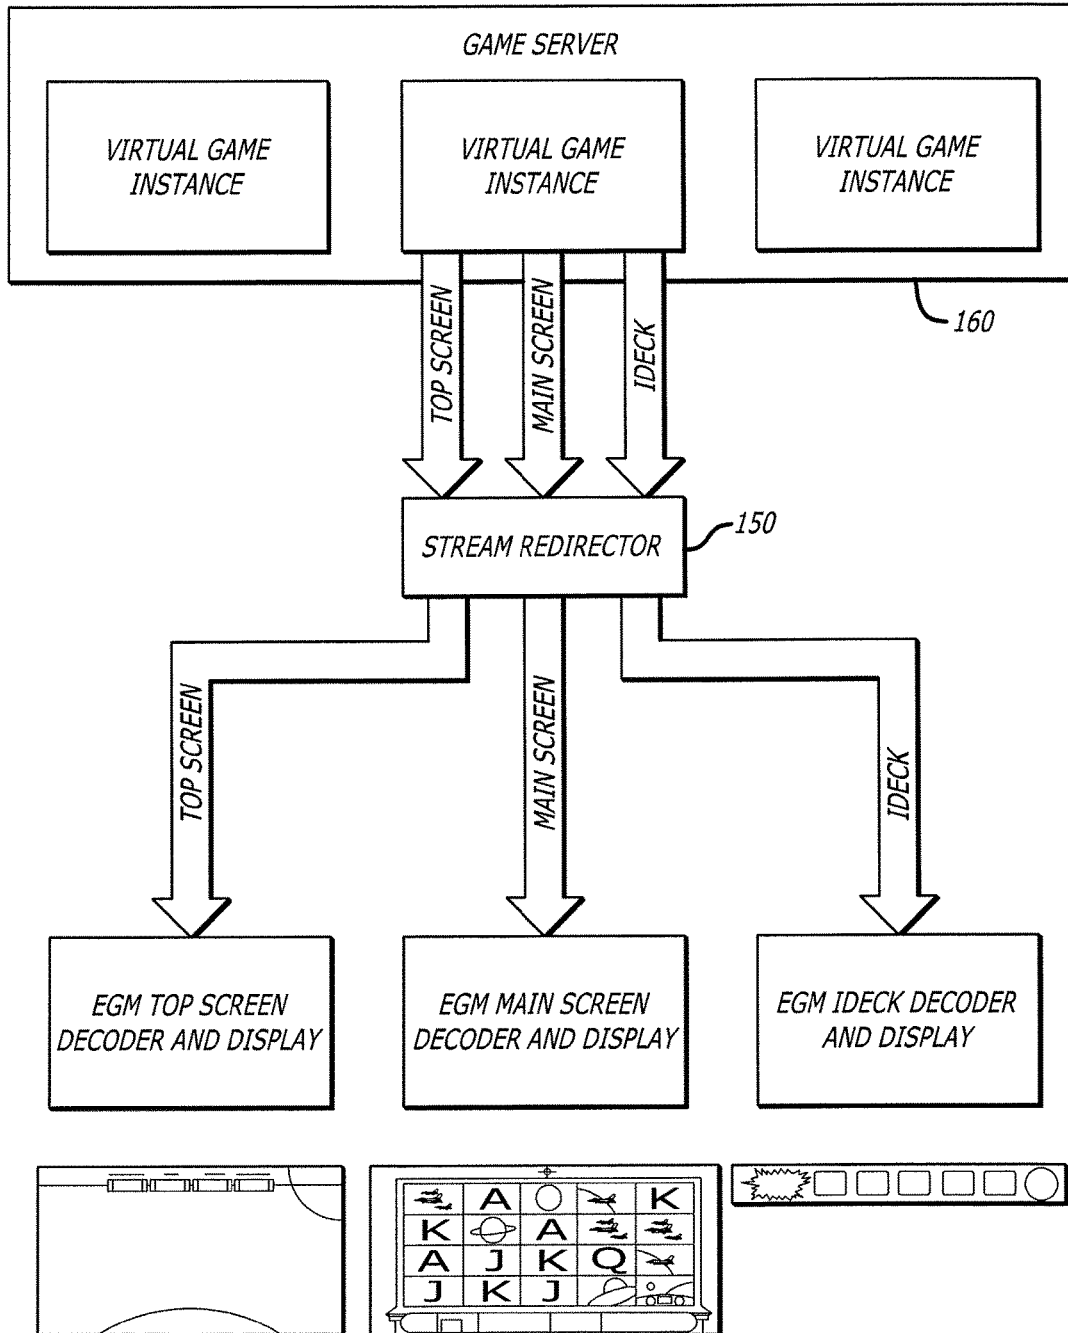 GAME SERVER
VIRTUAL GAME
INSTANCE
VIRTUAL GAME
INSTANCE
VIRTUAL GAME
INSTANCE
160
TOP SCREEN
MAIN SCREEN
IDECK
STREAM REDIRECTOR
150
TOP SCREEN
MAIN SCREEN
IDECK
EGM TOP SCREEN
DECODER AND DISPLAY
EGM MAIN SCREEN
DECODER AND DISPLAY
EGM IDECK DECODER
AND DISPLAY
A K
K A
A J K Q
J K J